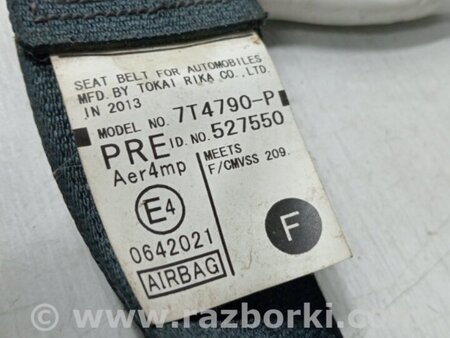 SEAT BELT FOR AUTOMOBILES
MFD. BY TOKAI RIKA CO., LTD.
IN 2013
MODEL NO. 7T4790-P
PRE ID. NO. 527550
Aer4mp
MEETS
F/CMVSS 209.
E4
F
0642021
AIRBAG
www.razborki.com